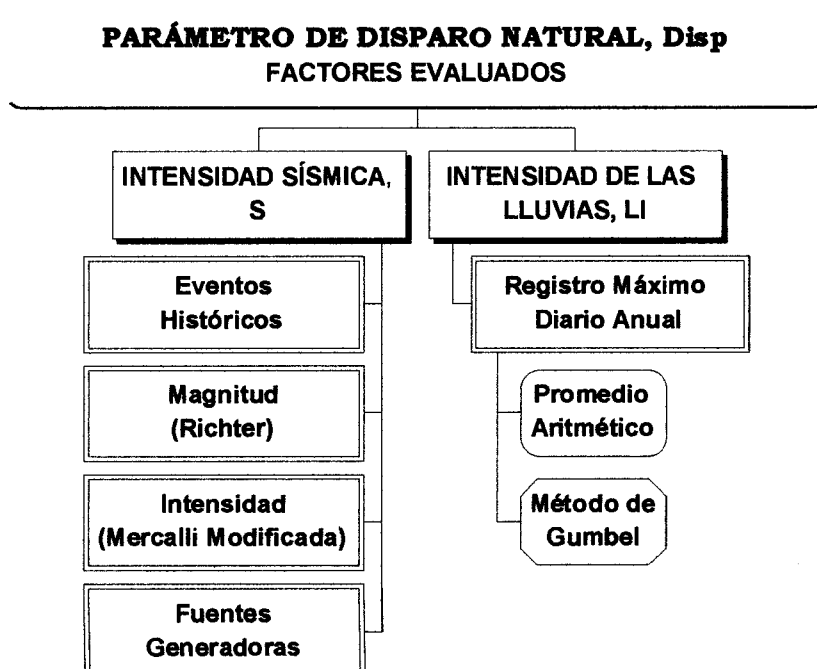 PARÁMETRO DE DISPARO NATURAL, Disp
FACTORES EVALUADOS
INTENSIDAD SÍSMICA,
S
Eventos
Históricos
Magnitud
(Richter)
Intensidad
(Mercalli Modificada)
Fuentes
Generadoras
INTENSIDAD DE LAS
LLUVIAS, LI
Registro Máximo
Diario Anual
Promedio
Aritmético
Método de
Gumbel